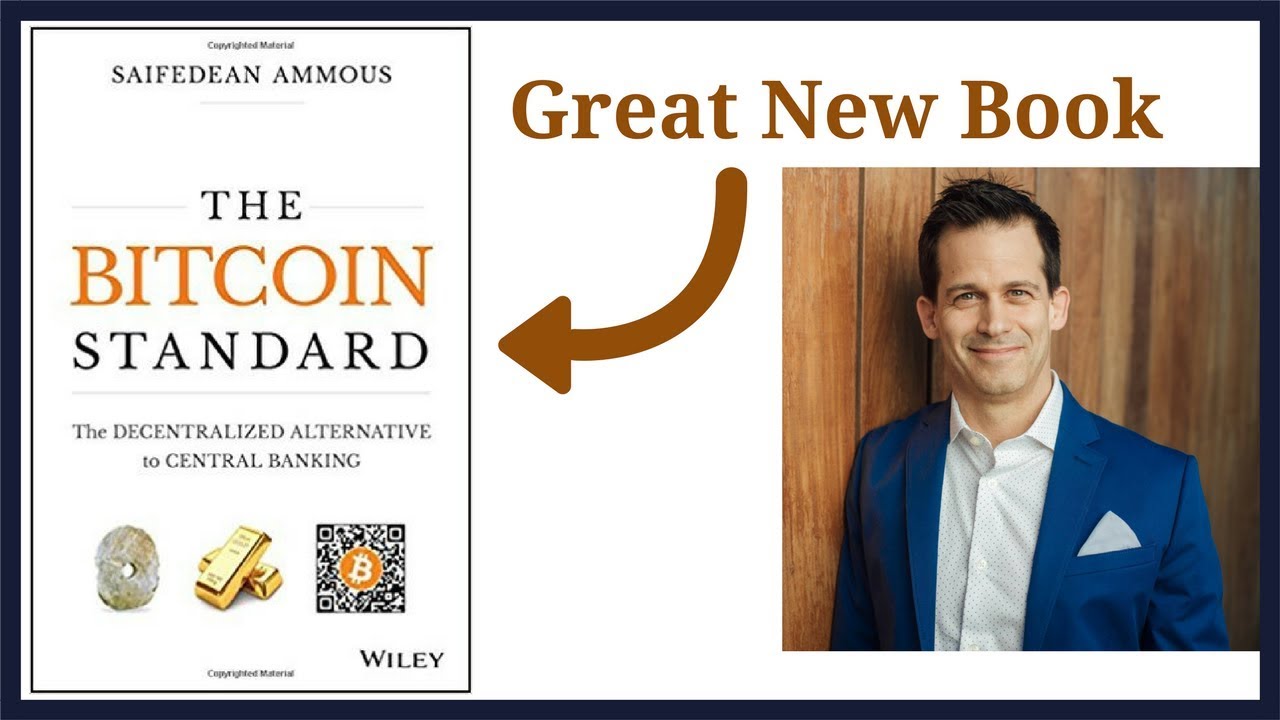 Copyrighted Material
SAIFEDEAN AMMOUS
THE
BITCOIN
STANDARD
The DECENTRALIZED ALTERNATIVE
to CENTRAL BANKING
WILEY
Copyrighted Material
Great New Book